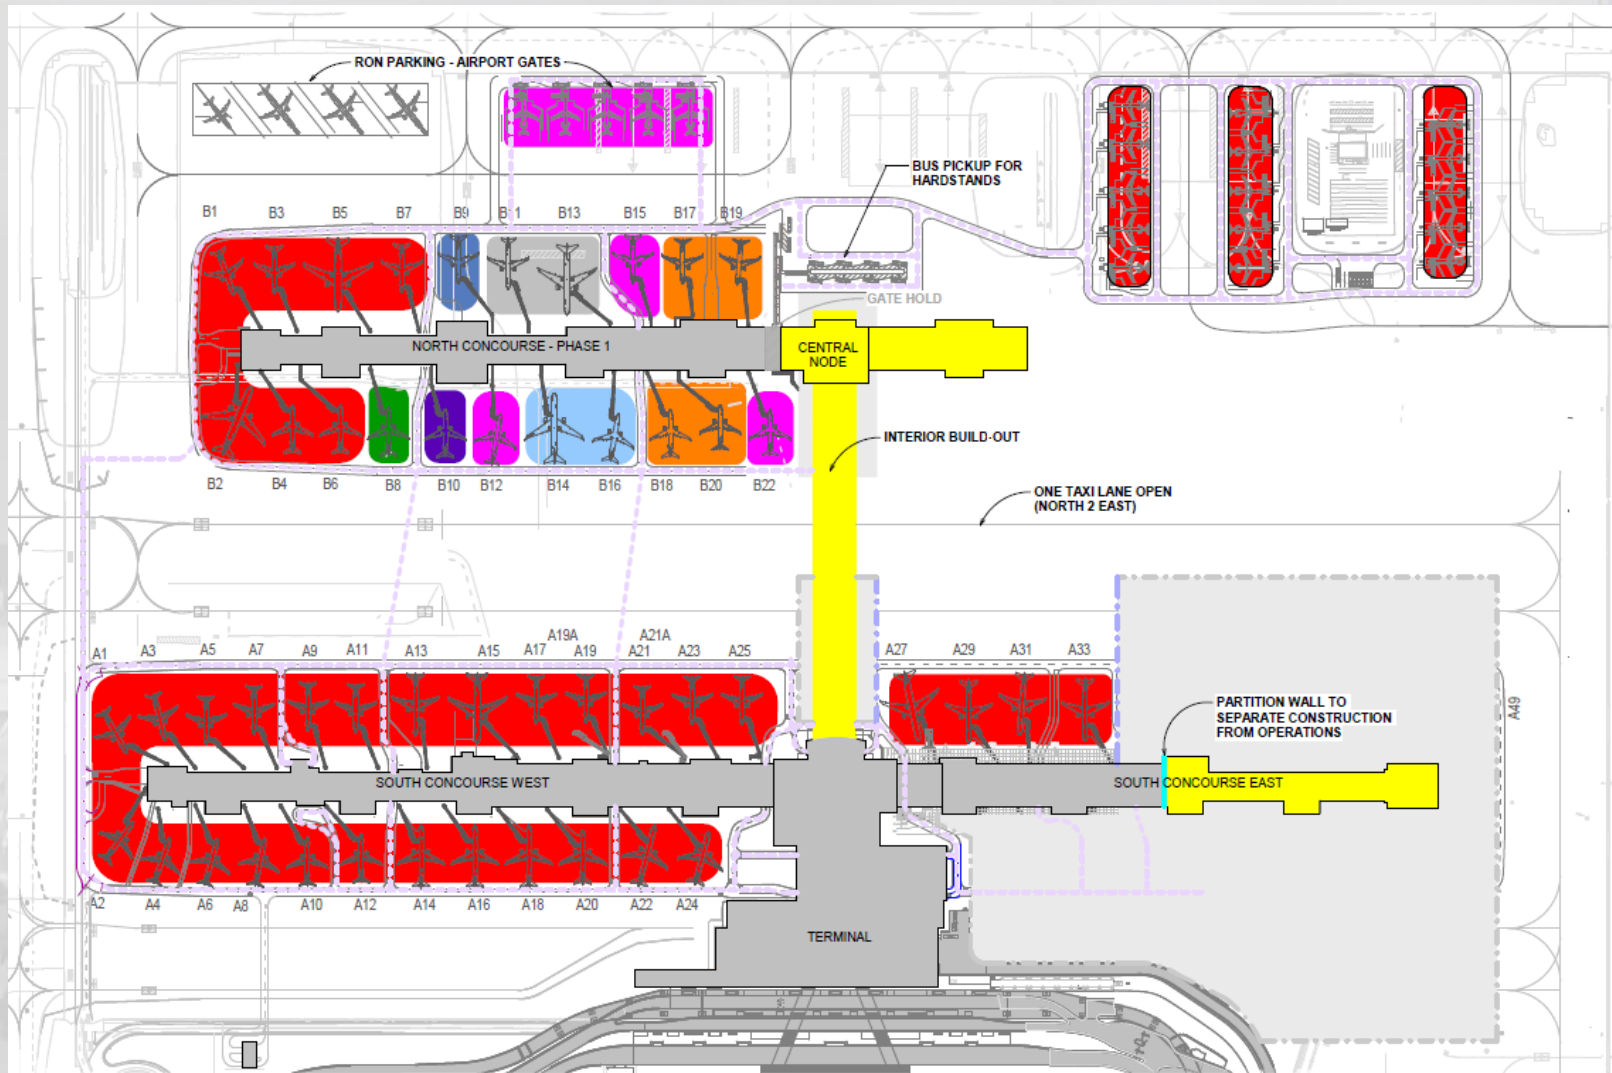 RON PARKING - AIRPORT GATES
BUS PICKUP FOR
HARDSTANDS
B1
B3
B5
B7
B9
B11
B13
B15
B17
B19
GATE HOLD
NORTH CONCOURSE - PHASE 1
CENTRAL
NODE
INTERIOR BUILD-OUT
B2
B4
B6
B8
B10
B12
B14
B16
B18
B20
B22
ONE TAXI LANE OPEN
(NORTH 2 EAST)
A1
A3
A5
A7
A9
A11
A13
A15
A17
A19A
A19
A21A
A21
A23
A25
A27
A29
A31
A33
PARTITION WALL TO
SEPARATE CONSTRUCTION
FROM OPERATIONS
A49
SOUTH CONCOURSE WEST
SOUTH CONCOURSE EAST
A2
A4
A6
A8
A10
A12
A14
A16
A18
A20
A22
A24
TERMINAL